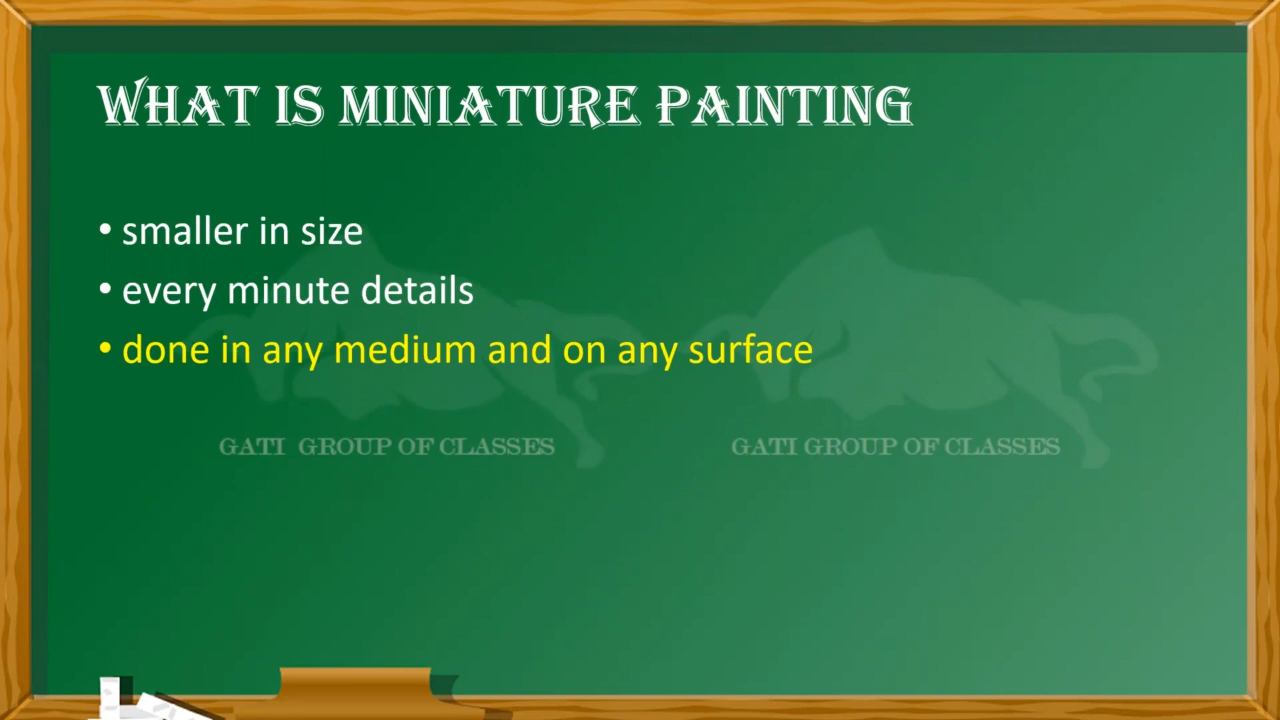 WHAT IS MINIATURE PAINTING
• smaller in size
• every minute details
• done in any medium and on any surface
GATI GROUP OF CLASSES GATI GROUP OF CLASSES